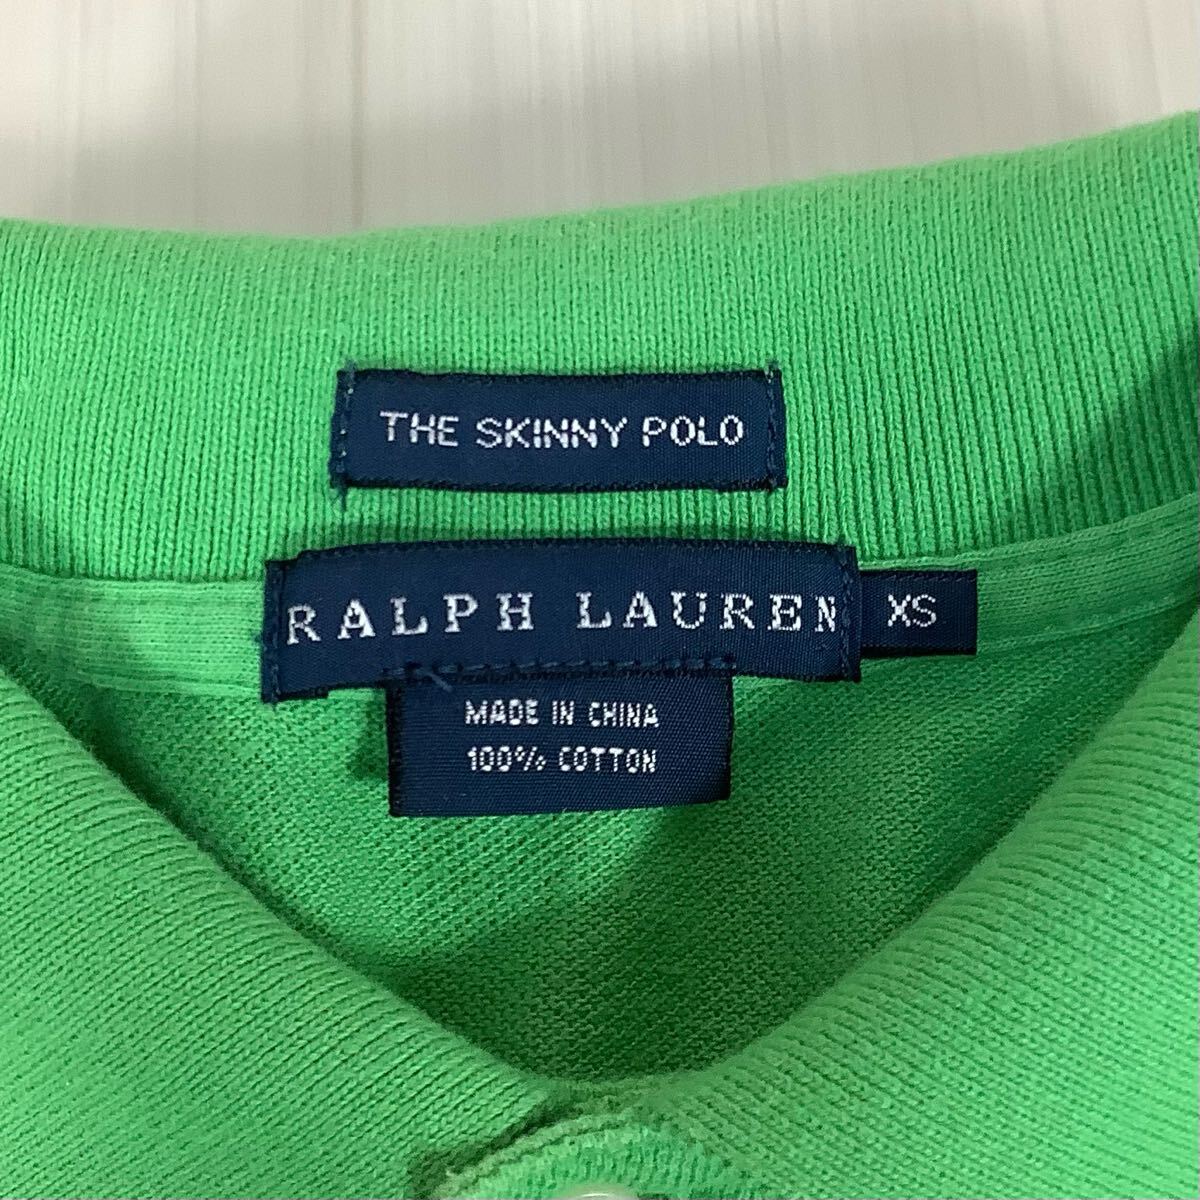 THE SKINNY POLO
RALPH LAUREN
XS
MADE IN CHINA
100% COTTON